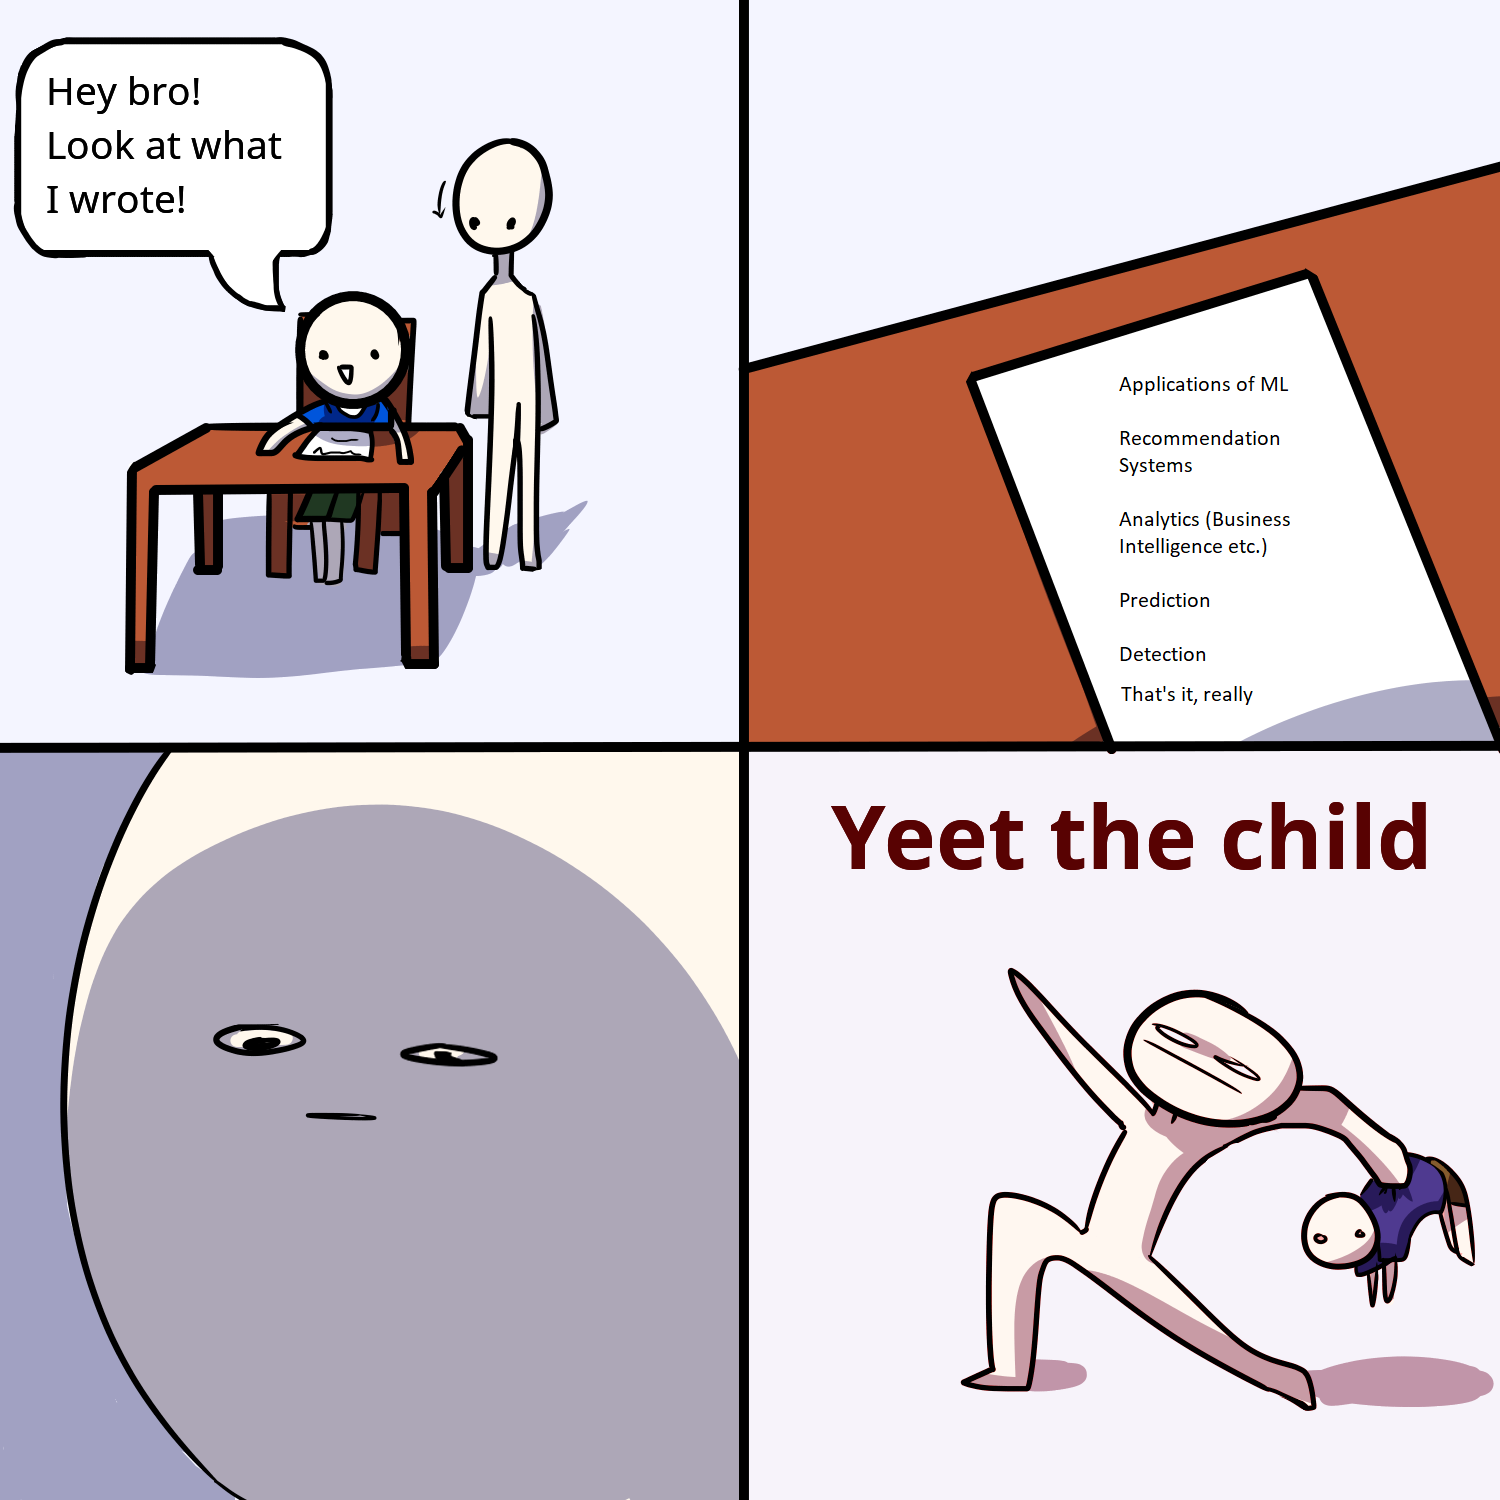 Hey bro!
Look at what
I wrote!
Applications of ML
Recommendation
Systems
Analytics (Business
Intelligence etc.)
Prediction
Detection
That's it, really
Yeet the child